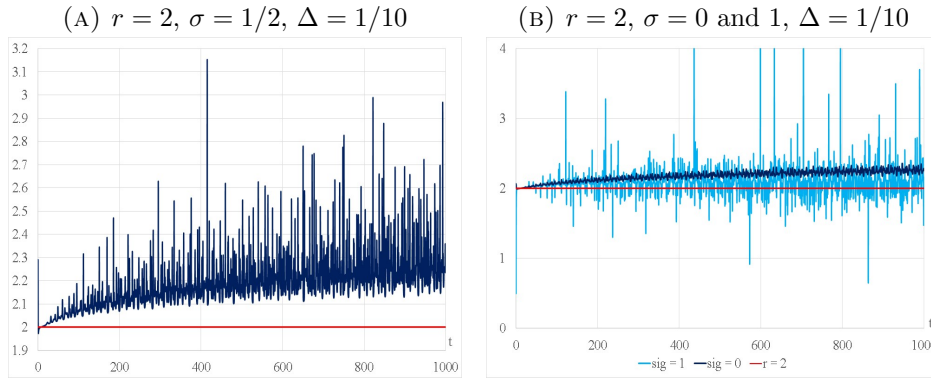 (A) r = 2, σ = 1/2, Δ = 1/10
(B) r = 2, σ = 0 and 1, Δ = 1/10
3.2
3.1
3
2.9
2.8
2.7
2.6
2.5
2.4
2.3
2.2
2.1
2
1.9
0 200 400 600 800 1000
t
4
3
2
1
0
0 200 400 600 800 1000
t
sig = 1 sig = 0 r = 2